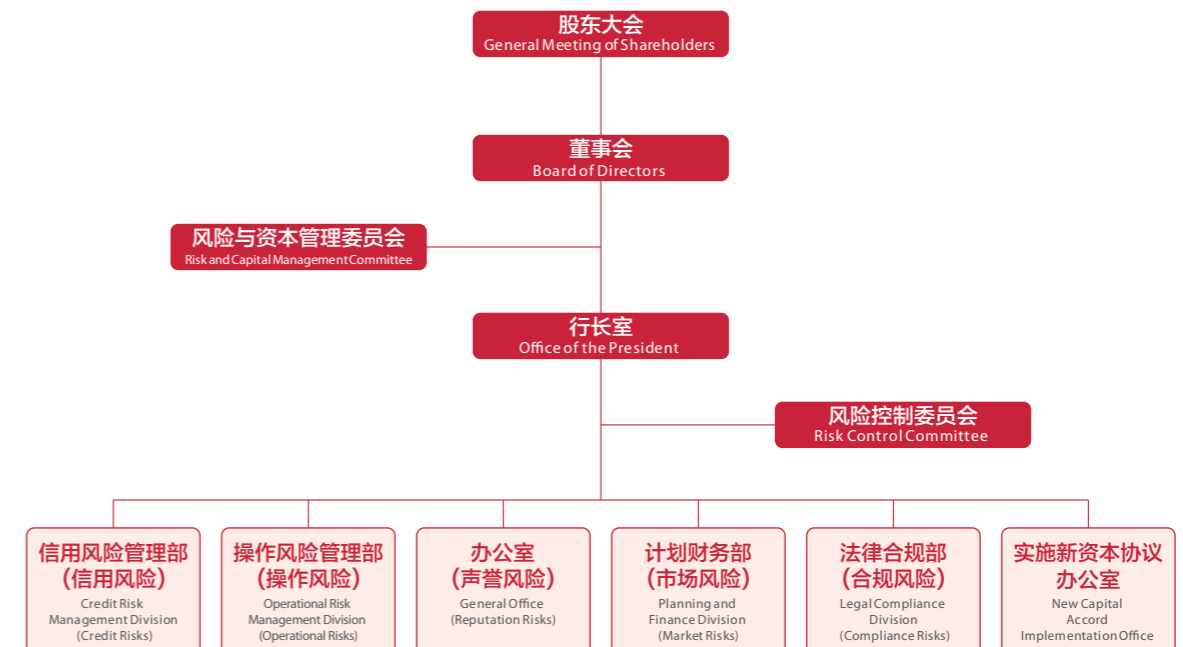 股东大会
General Meeting of Shareholders
董事会
Board of Directors
风险与资本管理委员会
Risk and Capital Management Committee
行长室
Office of the President
风险控制委员会
Risk Control Committee
信用风险管理部
(信用风险)
Credit Risk
Management Division
(Credit Risks)
操作风险管理部
(操作风险)
Operational Risk
Management Division
(Operational Risks)
办公室
(声誉风险)
General Office
(Reputation Risks)
计划财务部
(市场风险)
Planning and
Finance Division
(Market Risks)
法律合规部
(合规风险)
Legal Compliance
Division
(Compliance Risks)
实施新资本协议
办公室
New Capital
Accord
Implementation Office